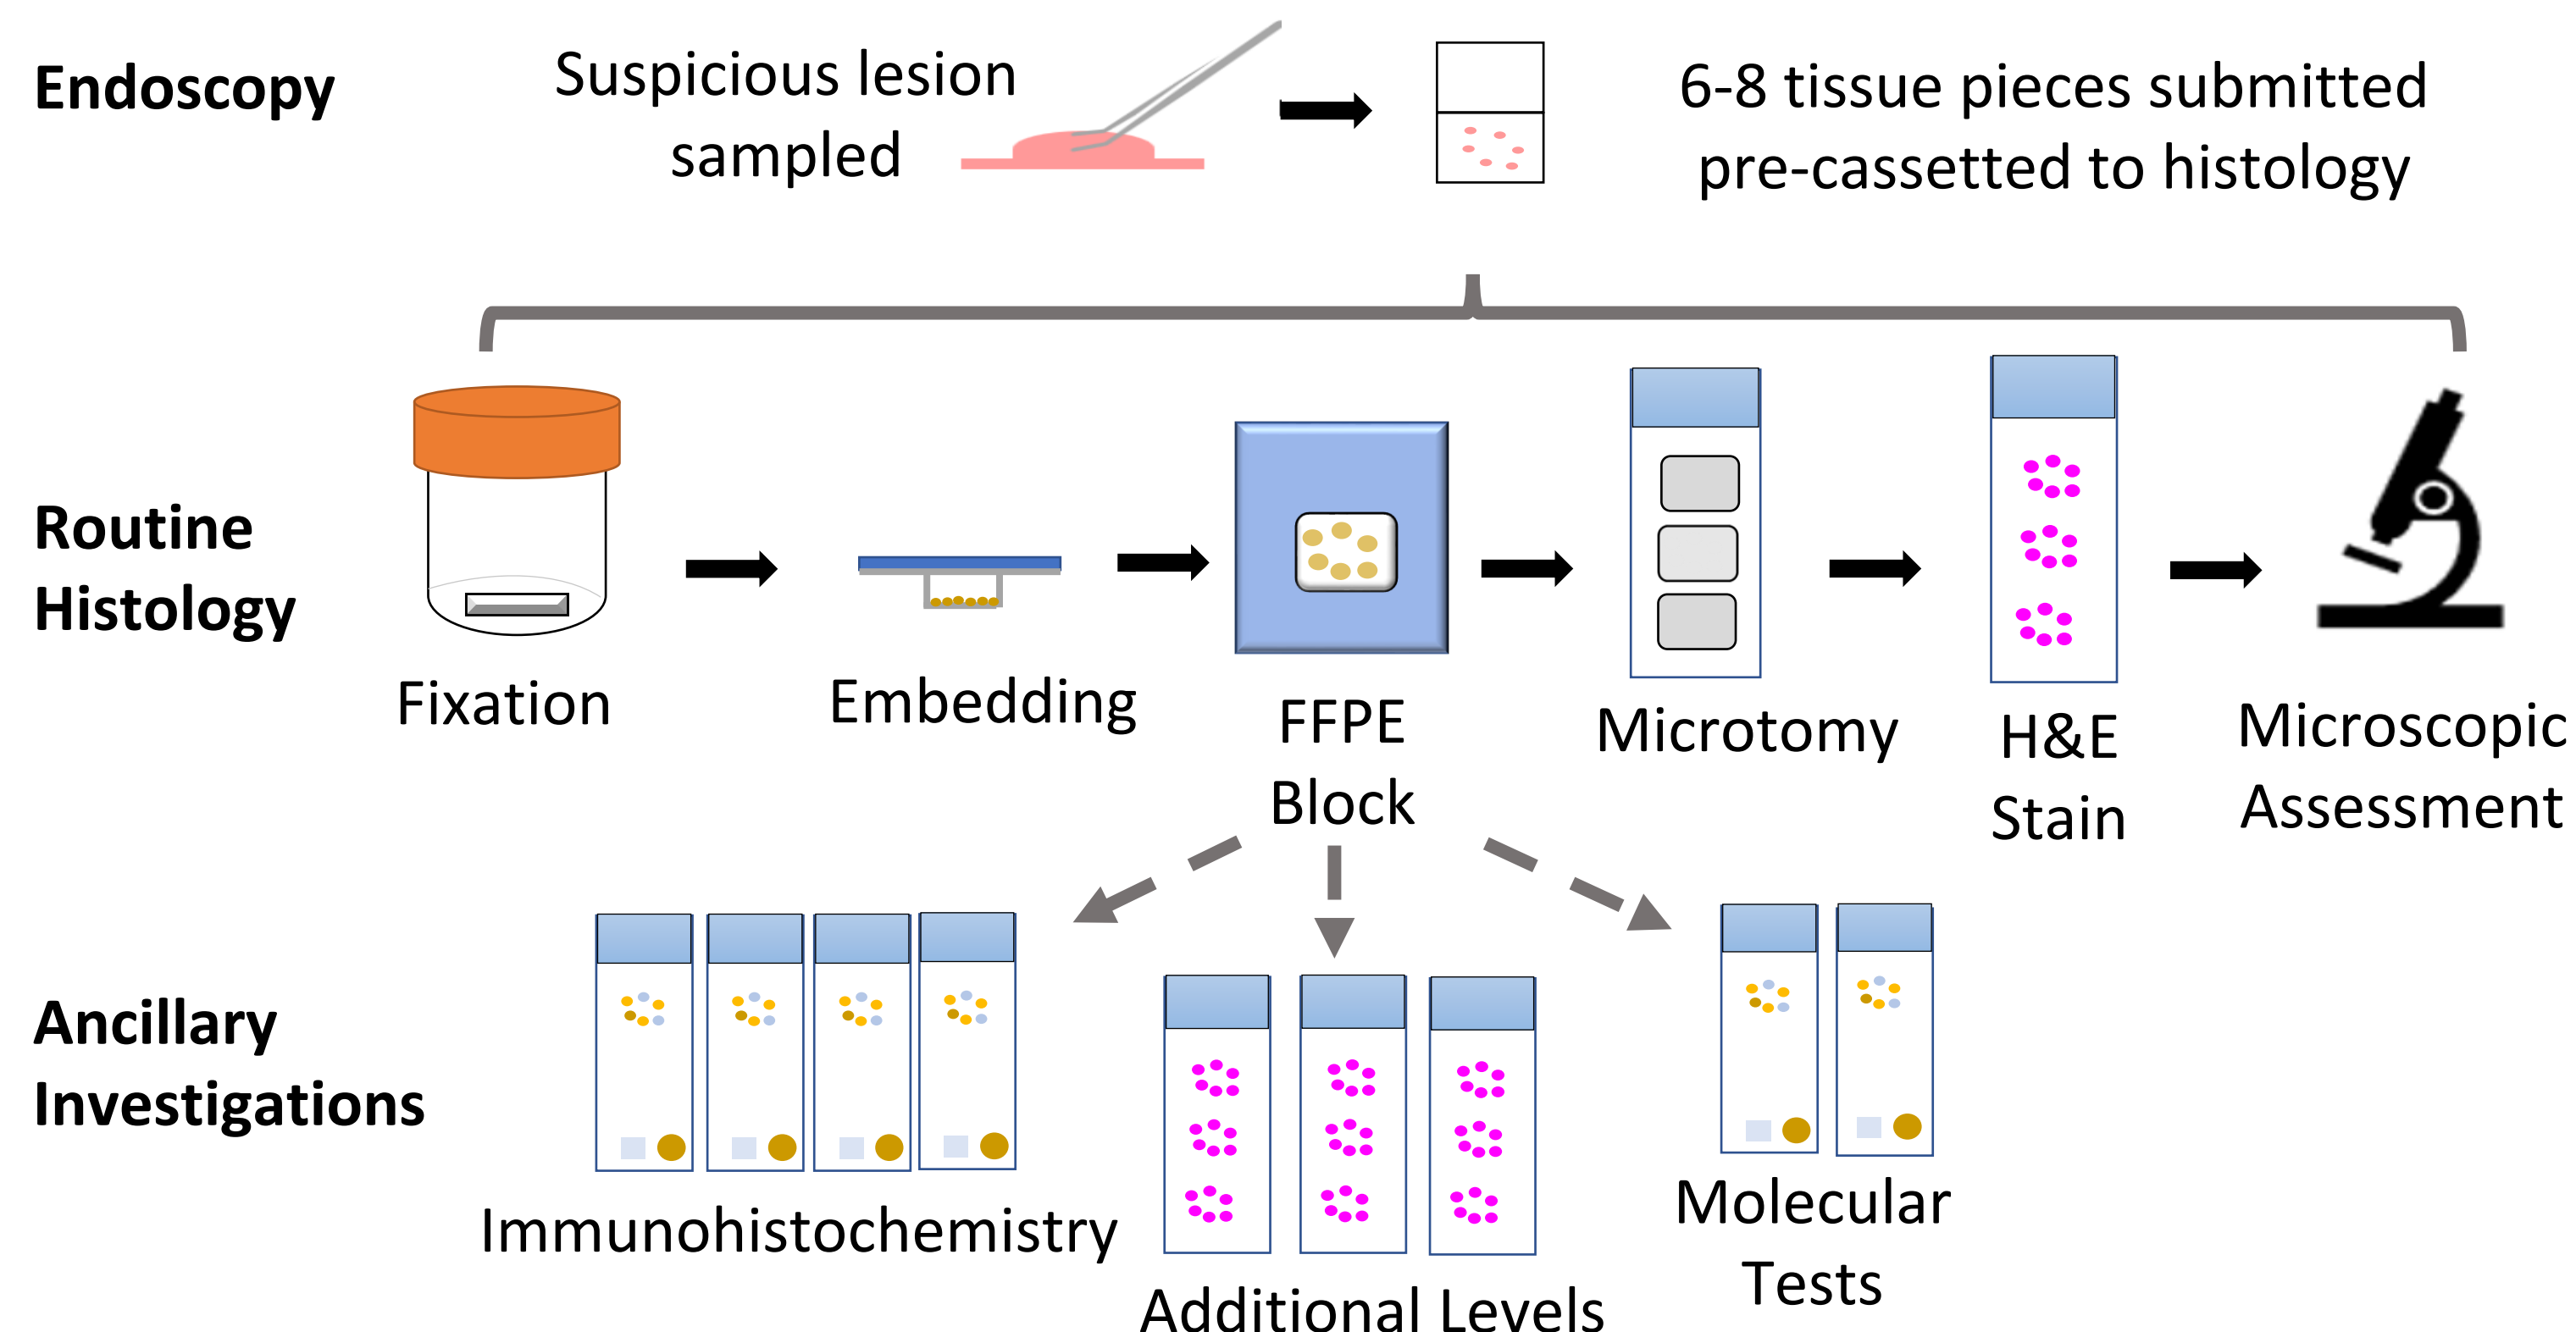 Endoscopy
Suspicious lesion
sampled
6-8 tissue pieces submitted
pre-cassetted to histology
Routine
Histology
Fixation
Embedding
FFPE
Block
Microtomy
H&E
Stain
Microscopic
Assessment
Ancillary
Investigations
Immunohistochemistry
Additional Levels
Molecular
Tests